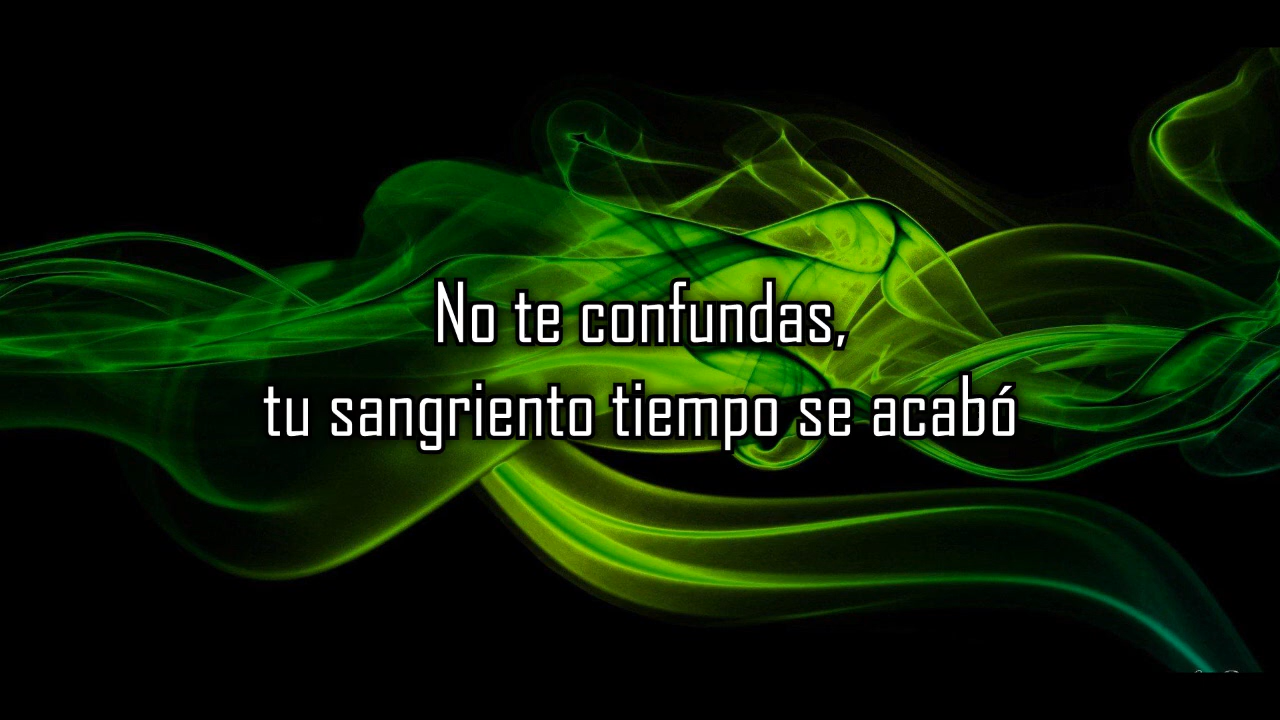 No te confundas,
tu sangriento tiempo se acabó